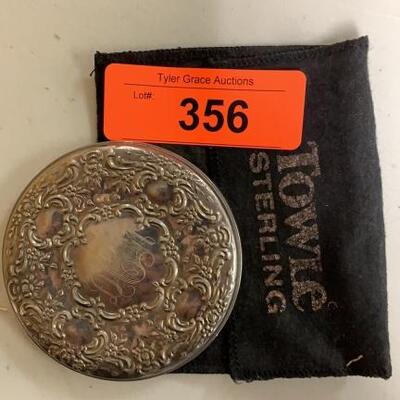 Tyler Grace Auctions
Lot#:
356
TOWLE
STERLING